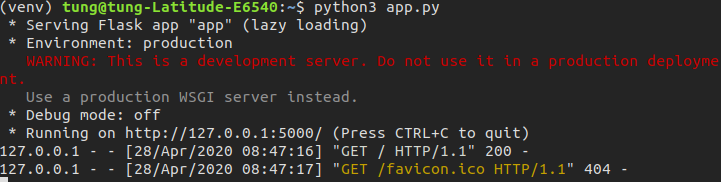 (venv) tung@tung-Latitude-E6540:~$ python3 app.py
 * Serving Flask app "app" (lazy loading)
 * Environment: production
   WARNING: This is a development server. Do not use it in a production deployme
nt.
   Use a production WSGI server instead.
 * Debug mode: off
 * Running on http://127.0.0.1:5000/ (Press CTRL+C to quit)
127.0.0.1 - - [28/Apr/2020 08:47:16] "GET / HTTP/1.1" 200 -
127.0.0.1 - - [28/Apr/2020 08:47:17] "GET /favicon.ico HTTP/1.1" 404 -